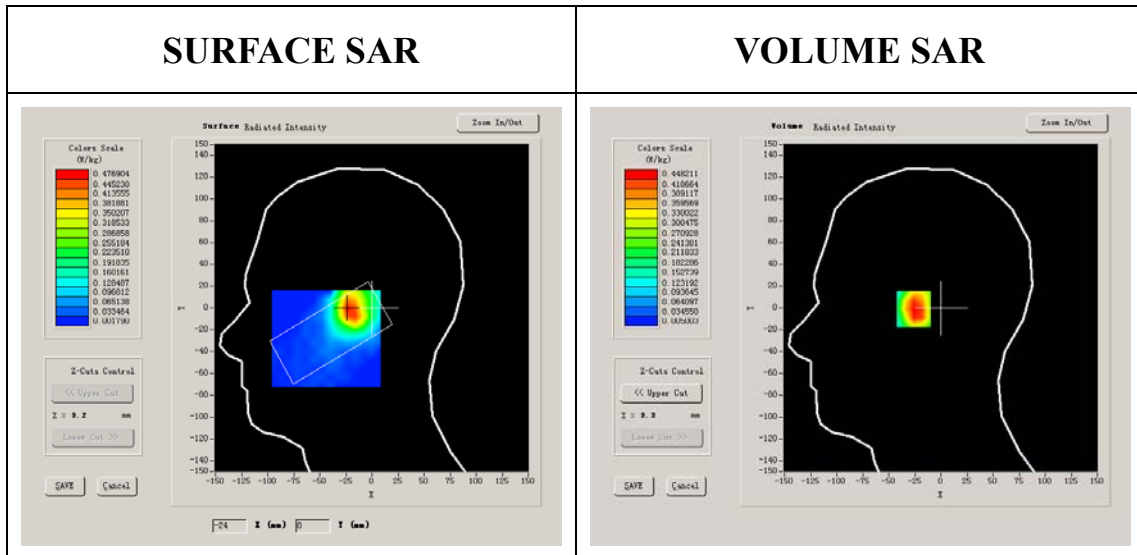 SURFACE SAR
VOLUME SAR
Surface Radiated Intensity
Zoom In/Out
Colors Scale
(W/kg)
0.476904
0.445230
0.413555
0.381881
0.350207
0.318533
0.286858
0.255184
0.223510
0.191835
0.160161
0.128487
0.096812
0.065138
0.033464
0.001790
150
140
120
100
80
60
40
20
0
-20
-40
-60
-80
-100
-120
-140
-150
Y
-150 -125 -100 -75 -50 -25 0 25 50 75 100 125 150
X
Z-Cuts Control
<< Upper Cut
Lower Cut >>
SAVE Cancel
-24 X (mm) 0 Y (mm)
Volume Radiated Intensity
Zoom In/Out
Colors Scale
(W/kg)
0.448211
0.418664
0.389117
0.359569
0.330022
0.300475
0.270928
0.241381
0.211833
0.182286
0.152739
0.123192
0.093645
0.064097
0.034550
0.005003
150
140
120
100
80
60
40
20
0
-20
-40
-60
-80
-100
-120
-140
-150
Y
-150 -125 -100 -75 -50 -25 0 25 50 75 100 125 150
X
Z-Cuts Control
<< Upper Cut
Lower Cut >>
SAVE Cancel